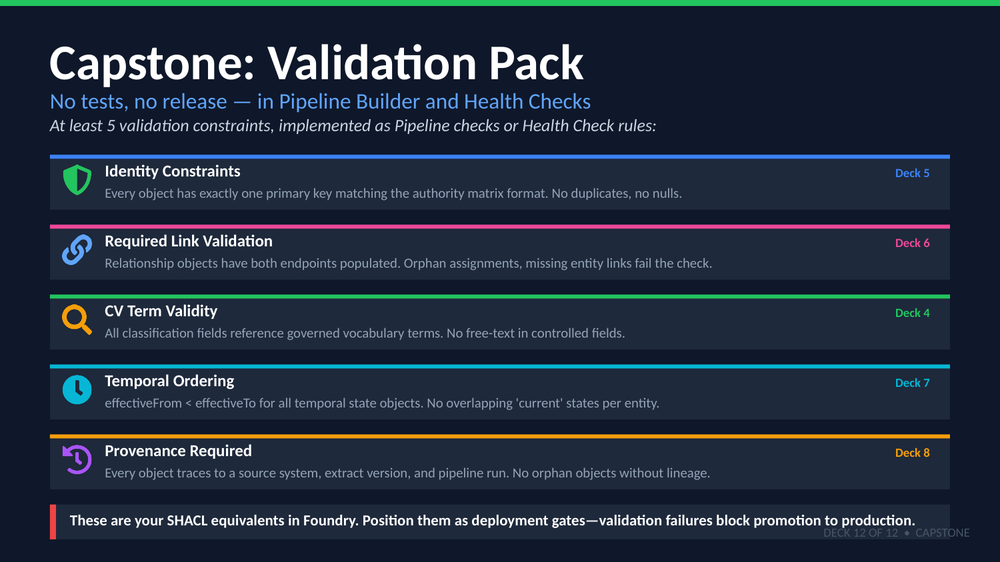 Capstone: Validation Pack
No tests, no release — in Pipeline Builder and Health Checks
At least 5 validation constraints, implemented as Pipeline checks or Health Check rules:
Identity Constraints
Deck 5
Every object has exactly one primary key matching the authority matrix format. No duplicates, no nulls.
Required Link Validation
Deck 6
Relationship objects have both endpoints populated. Orphan assignments, missing entity links fail the check.
CV Term Validity
Deck 4
All classification fields reference governed vocabulary terms. No free-text in controlled fields.
Temporal Ordering
Deck 7
effectiveFrom < effectiveTo for all temporal state objects. No overlapping 'current' states per entity.
Provenance Required
Deck 8
Every object traces to a source system, extract version, and pipeline run. No orphan objects without lineage.
These are your SHACL equivalents in Foundry. Position them as deployment gates—validation failures block promotion to production.
DECK 12 OF 12 • CAPSTONE